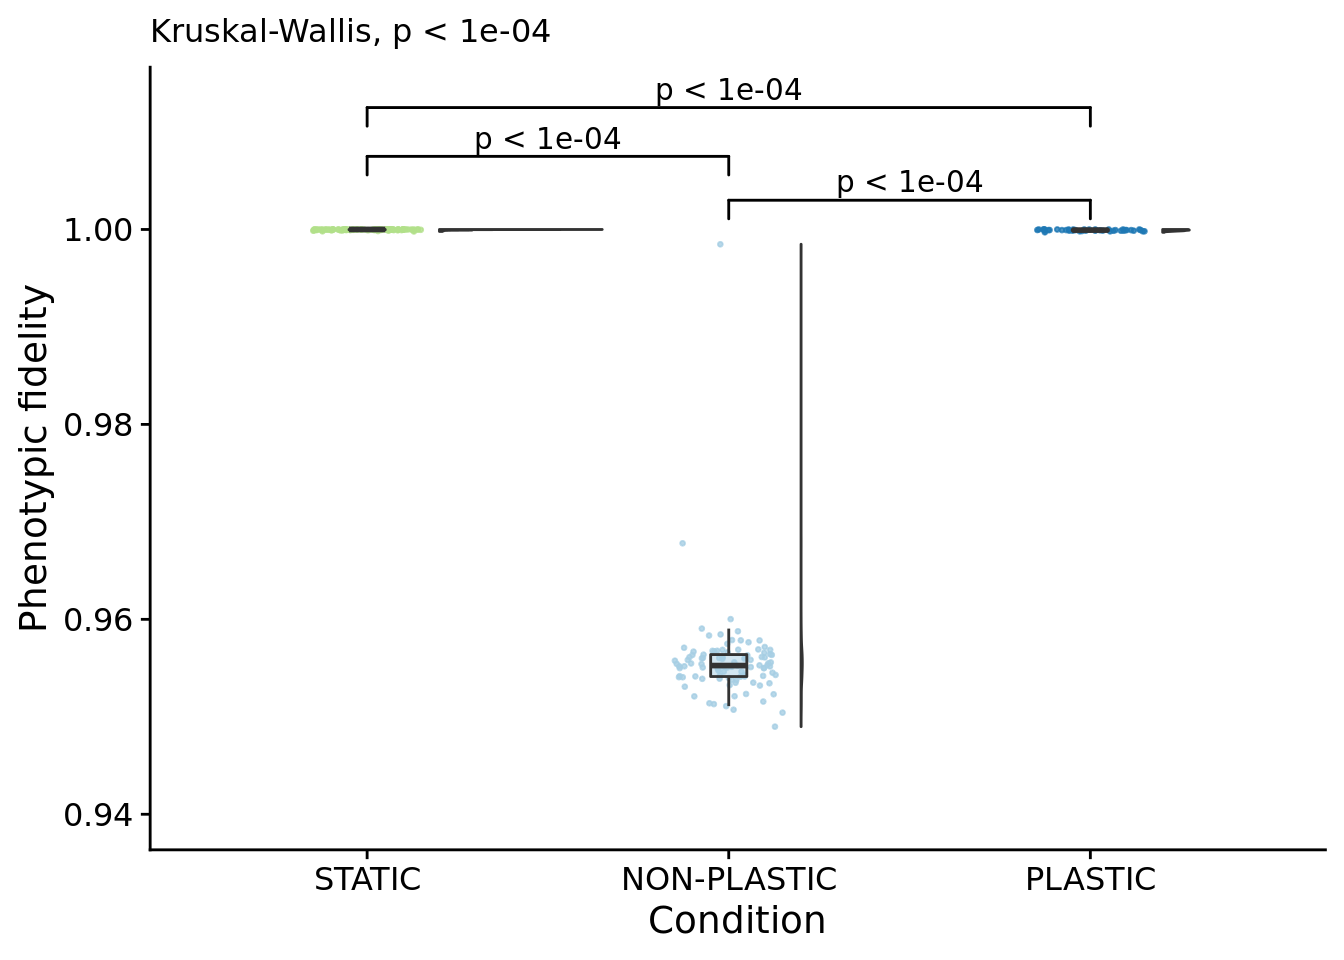 Kruskal-Wallis, p < 1e-04
p < 1e-04
p < 1e-04
p < 1e-04
1.00
0.98
0.96
0.94
Phenotypic fidelity
STATIC NON-PLASTIC PLASTIC
Condition